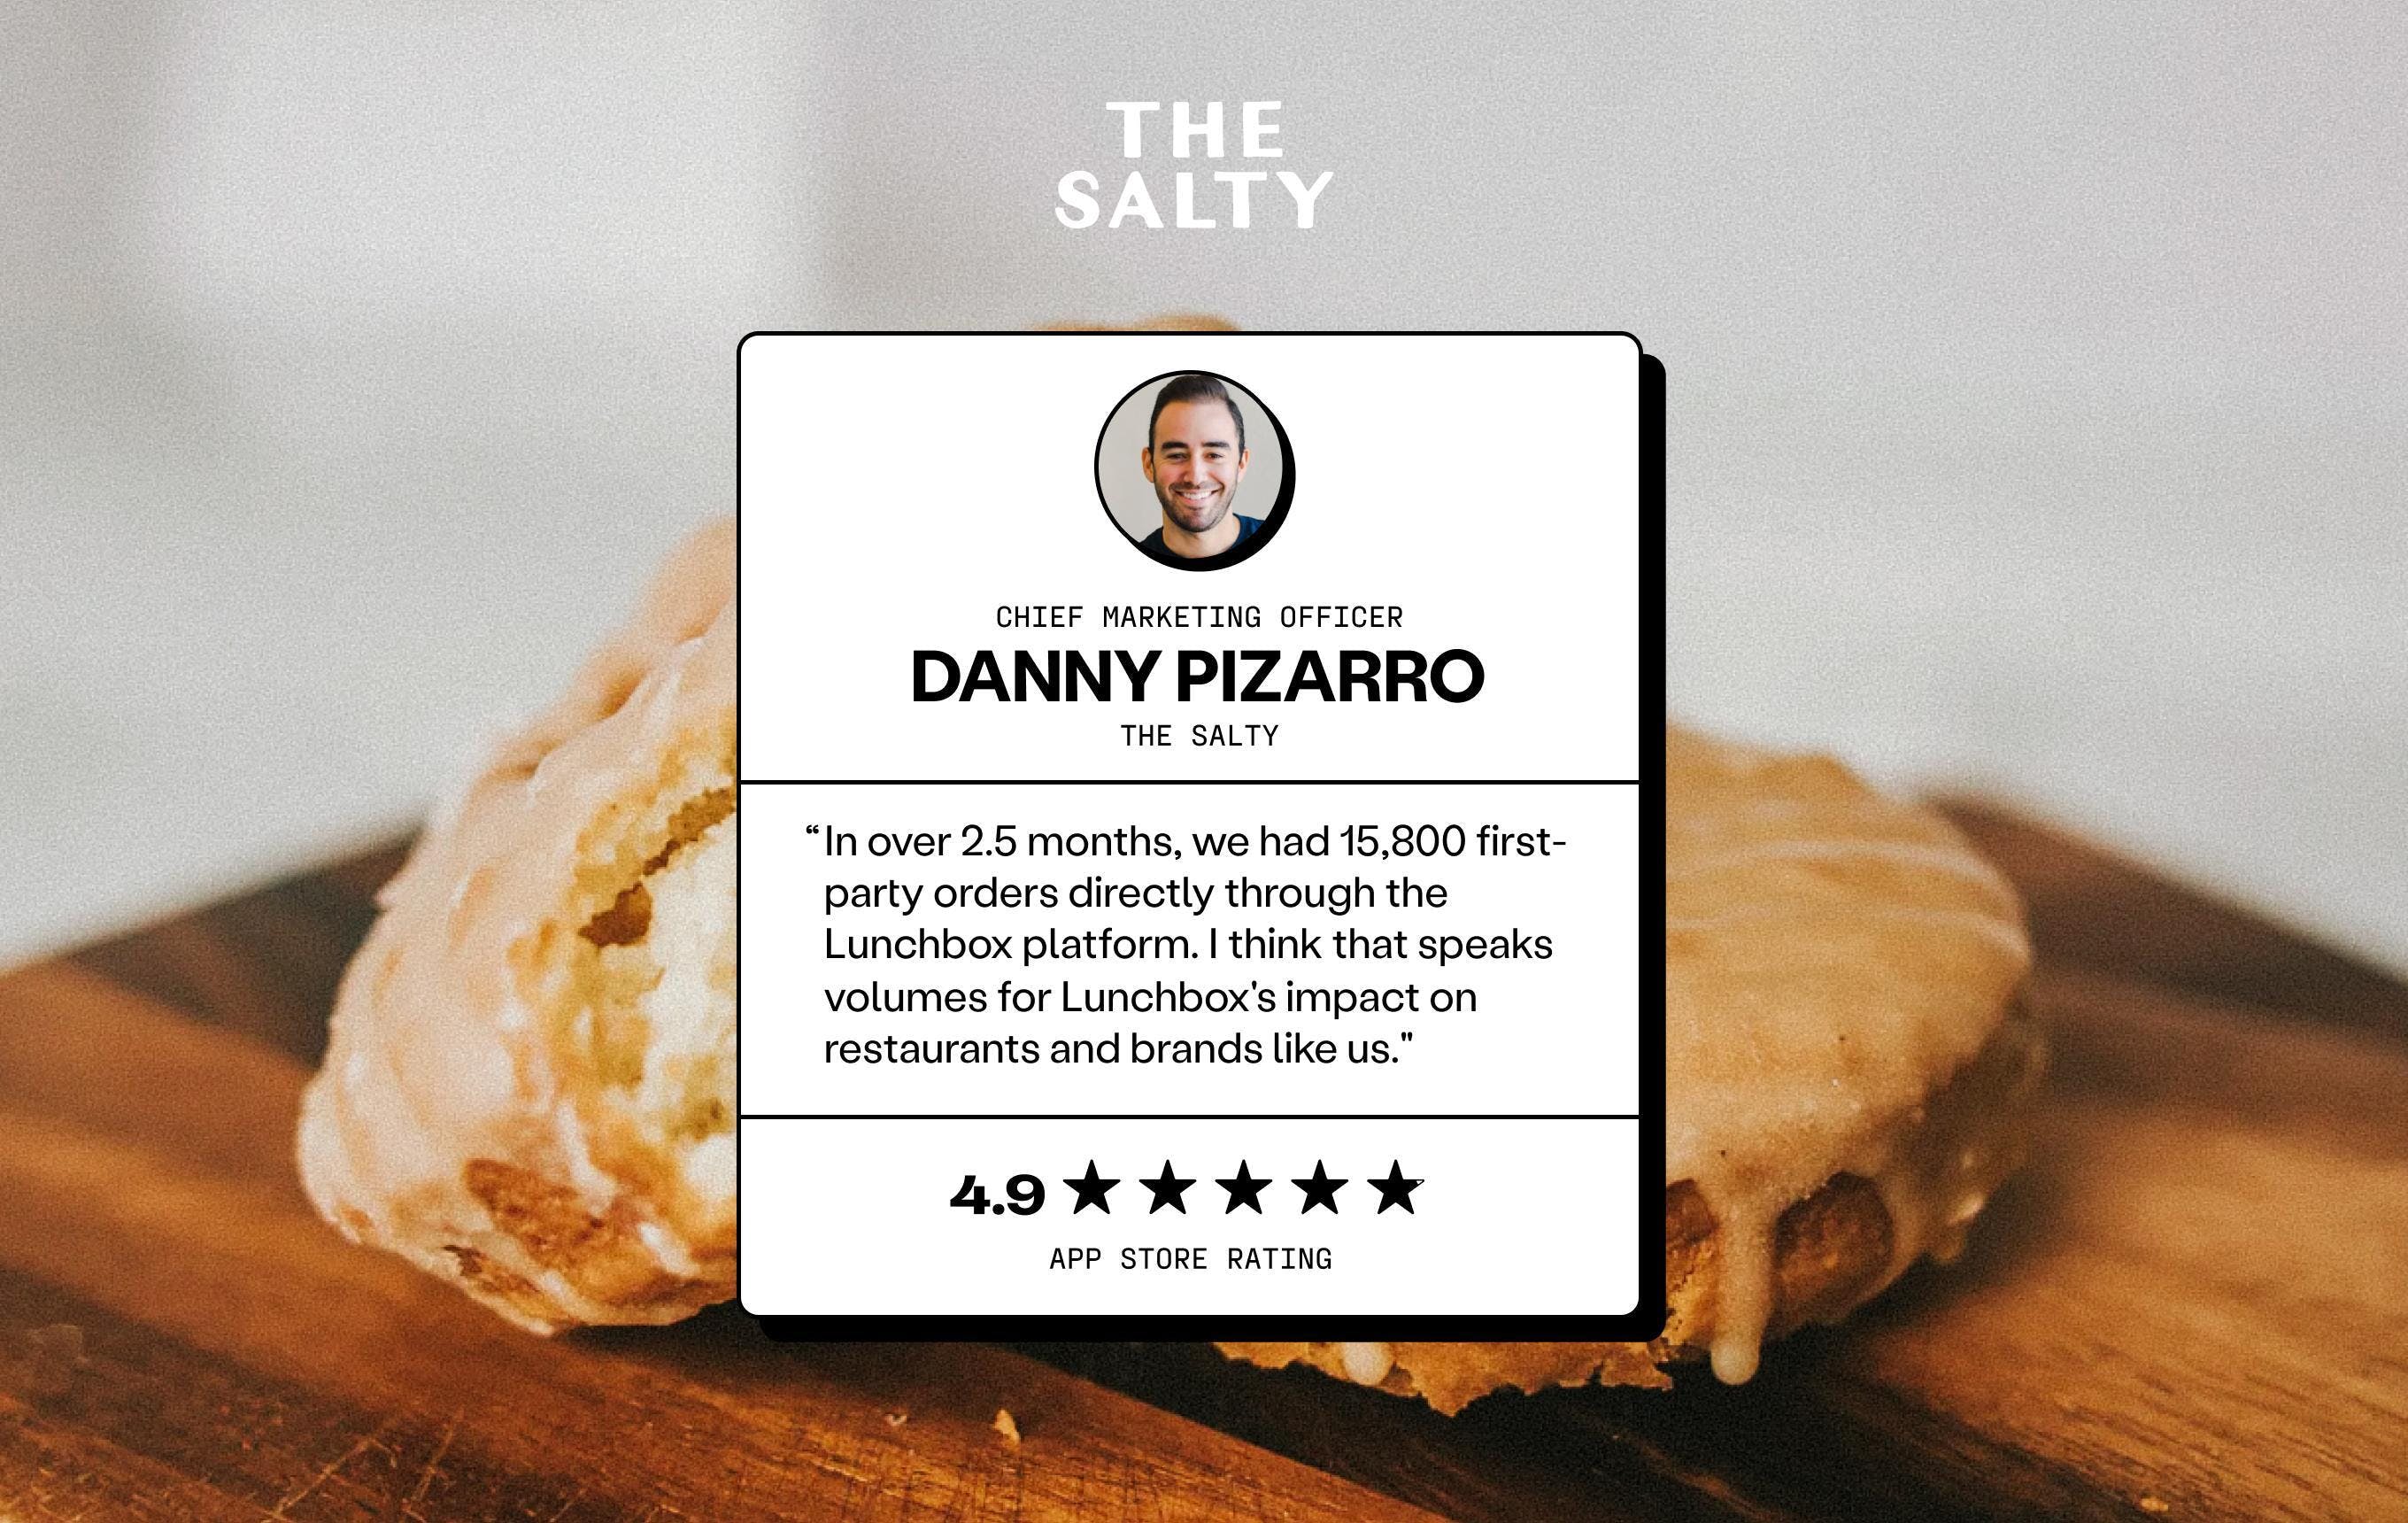 THE
SALTY
CHIEF MARKETING OFFICER
DANNY PIZARRO
THE SALTY
“In over 2.5 months, we had 15,800 first-
party orders directly through the
Lunchbox platform. I think that speaks
volumes for Lunchbox's impact on
restaurants and brands like us."
4.9
APP STORE RATING